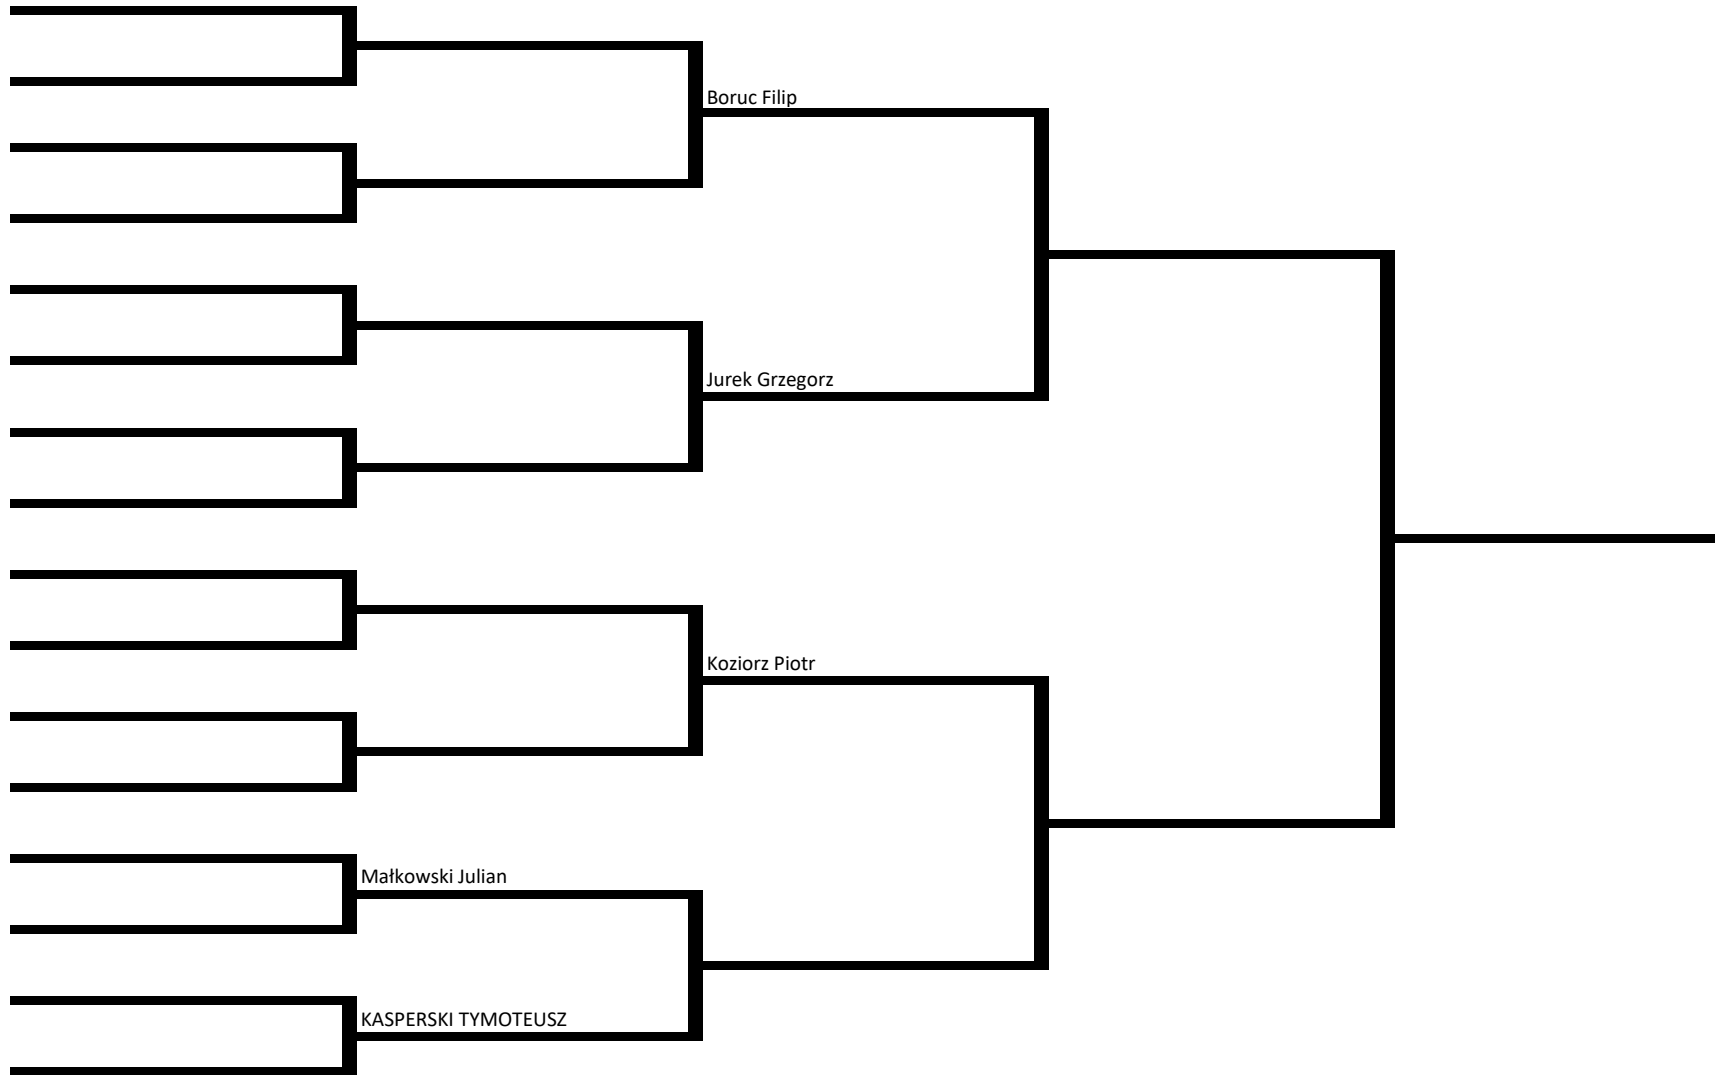 Boruc Filip
Jurek Grzegorz
Koziorz Piotr
Małkowski Julian
KASPERSKI TYMOTEUSZ